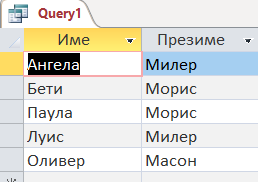 Query1
Име Презиме
Ангела Милер
Бети Морис
Паула Морис
Луис Милер
Оливер Масон